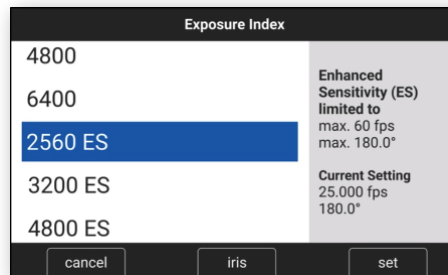 Exposure Index
4800
6400
2560 ES
3200 ES
4800 ES
Enhanced
Sensitivity (ES)
limited to
max. 60 fps
max. 180.0°
Current Setting
25.000 fps
180.0°
cancel
iris
set